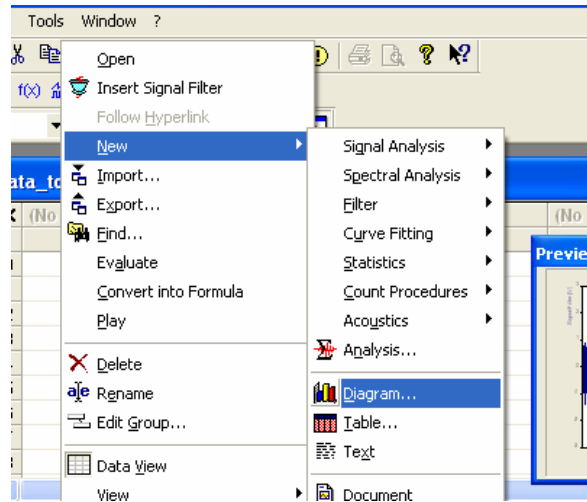 Tools Window ?
f(x)
Open
Insert Signal Filter
Follow Hyperlink
New
Import...
Export...
Find...
Evaluate
Convert into Formula
Play
Delete
Rename
Edit Group...
Data View
View
Signal Analysis
Spectral Analysis
Filter
Curve Fitting
Statistics
Count Procedures
Acoustics
Analysis...
Diagram...
Table...
Text
Document
ata_to
(No
(No
Previe